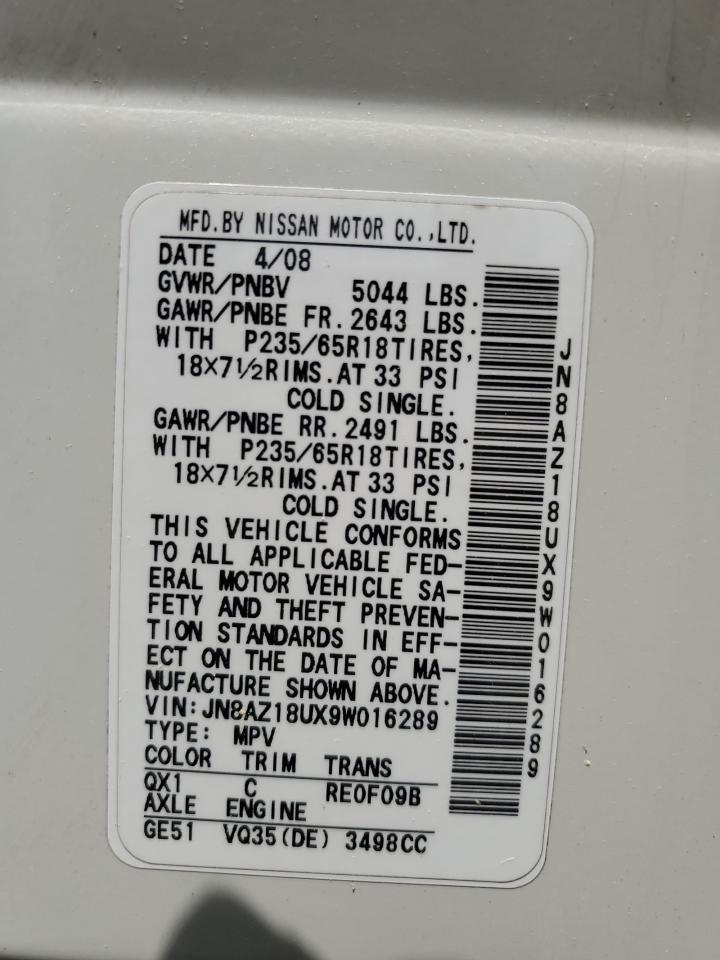 MFD.BY NISSAN MOTOR CO.,LTD.
DATE 4/08
GVWR/PNBV 5044 LBS.
GAWR/PNBE FR.2643 LBS.
WITH P235/65R18TIRES,
18×7½RIMS.AT 33 PSI
COLD SINGLE.
GAWR/PNBE RR.2491 LBS.
WITH P235/65R18TIRES,
18×7½RIMS.AT 33 PSI
COLD SINGLE.
THIS VEHICLE CONFORMS
TO ALL APPLICABLE FED-
ERAL MOTOR VEHICLE SA-
FETY AND THEFT PREVEN-
TION STANDARDS IN EFF-
ECT ON THE DATE OF MA-
NUFACTURE SHOWN ABOVE.
VIN:JN8AZ18UX9W016289
TYPE: MPV
COLOR TRIM TRANS
QX1 C RE0F09B
AXLE ENGINE
GE51 VQ35(DE) 3498CC
JN8AZ18UX9W016289